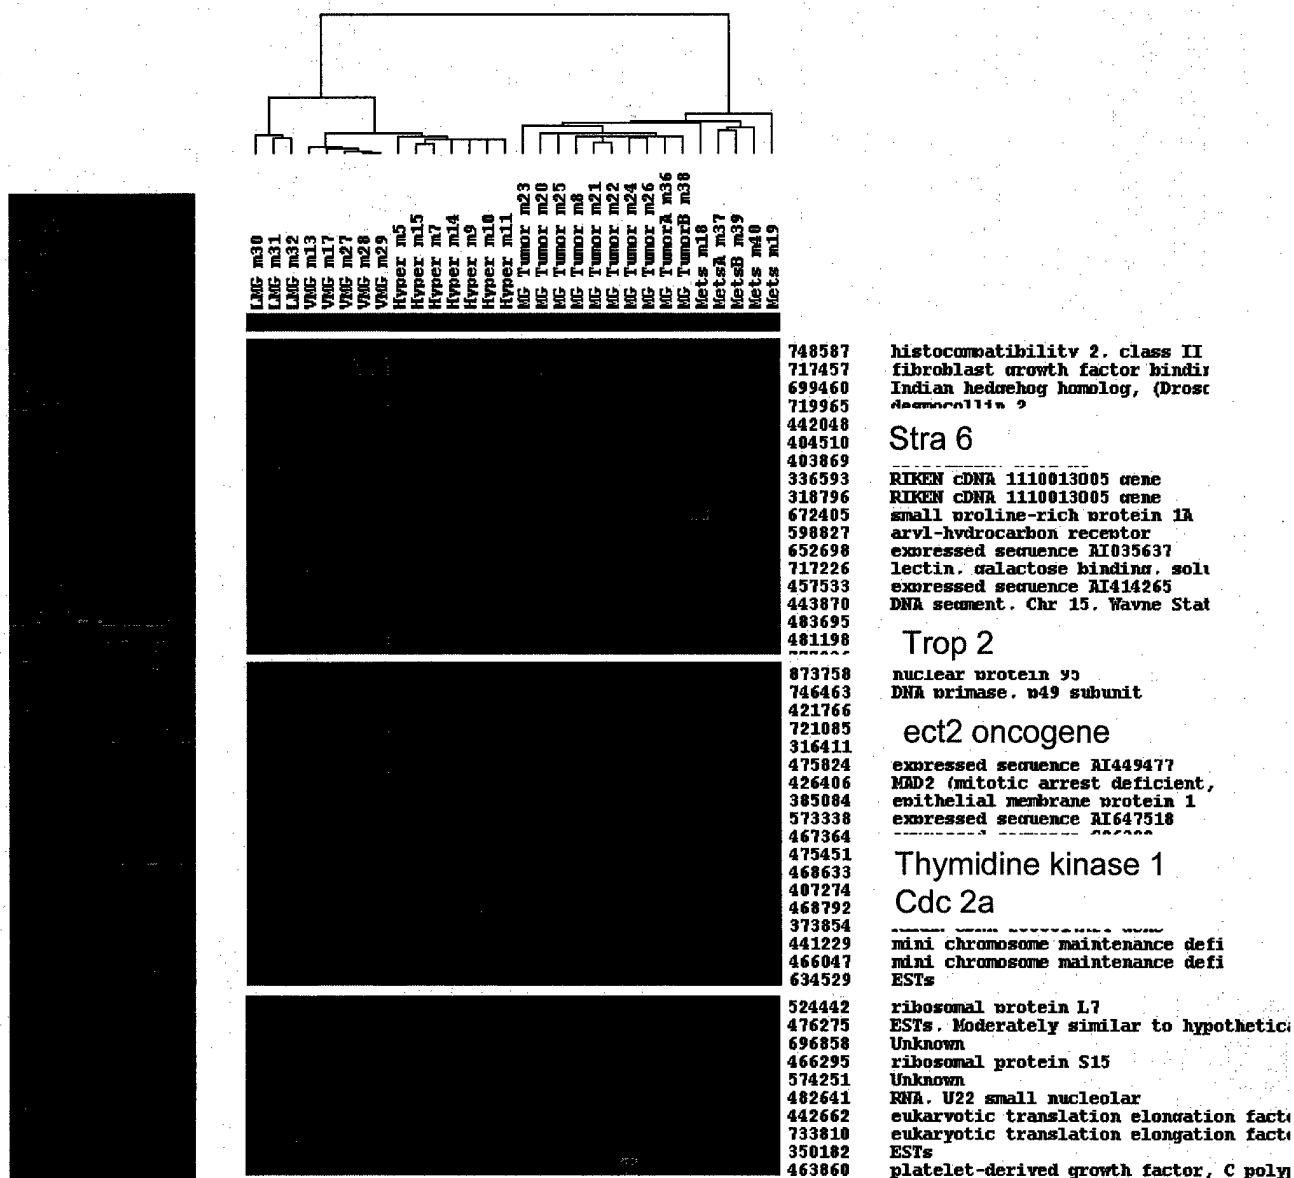 LMG m30
LMG m31
LMG m32
VMG m13
VMG m17
VMG m27
VMG m28
VMG m29
Hyper m5
Hyper m15
Hyper m7
Hyper m14
Hyper m9
Hyper m10
Hyper m11
MG Tumor m23
MG Tumor m20
MG Tumor m25
MG Tumor m8
MG Tumor m21
MG Tumor m22
MG Tumor m24
MG Tumor m26
MG TumorA m36
MG TumorB m38
Mets m18
MetsA m37
MetsB m39
Mets m40
Mets m19
748587 histocompatibility 2, class II
717457 fibroblast growth factor bindin
699460 Indian hedgehog homolog, (Droso
719965 desmocollin 2
442048
404510 Stra 6
403869
336593 RIKEN cDNA 1110013O05 gene
318796 RIKEN cDNA 1110013O05 gene
672405 small proline-rich protein 1A
598827 aryl-hydrocarbon receptor
652698 expressed sequence AI035637
717226 lectin, galactose binding, solu
457533 expressed sequence AI414265
443870 DNA segment, Chr 15, Wayne Stat
483695
481198 Trop 2
873758 nuclear protein 95
746463 DNA primase, p49 subunit
421766
721085 ect2 oncogene
316411
475824 expressed sequence AI449477
426406 MAD2 (mitotic arrest deficient,
385084 epithelial membrane protein 1
573338 expressed sequence AI647518
467364
475451 Thymidine kinase 1
468633
407274 Cdc 2a
468792
373854
441229 mini chromosome maintenance defi
466047 mini chromosome maintenance defi
634529 ESTs
524442 ribosomal protein L7
476275 ESTs, Moderately similar to hypothetic
696858 Unknown
466295 ribosomal protein S15
574251 Unknown
482641 RNA, U22 small nucleolar
442662 eukaryotic translation elongation fact
733810 eukaryotic translation elongation fact
350182 ESTs
463860 platelet-derived growth factor, C poly